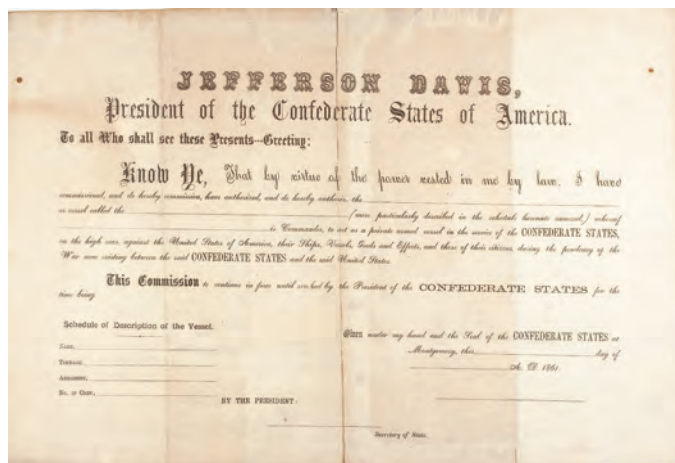 JEFFERSON DAVIS,
President of the Confederate States of America.
To all Who shall see these Presents—Greeting:
Know Ye, That by virtue of the power vested in me by law, I have
commissioned, and do hereby commission, have authorized, and do hereby authorize, the
or vessel called the (more particularly described in the schedule hereunto annexed,) whereof
is Commander, to act as a private armed vessel in the service of the CONFEDERATE STATES,
on the high seas, against the United States of America, their Ships, Vessels, Goods and Effects, and those of their citizens, during the pendency of the
War now existing between the said CONFEDERATE STATES and the said United States.
This Commission to continue in force until revoked by the President of the CONFEDERATE STATES for the
time being.
Schedule of Description of the Vessel.
Given under my hand and the Seal of the CONFEDERATE STATES at
Montgomery, this day of
Name,
A. D. 1861.
Tonnage,
Armament,
No. of Crew,
BY THE PRESIDENT:
Secretary of State.